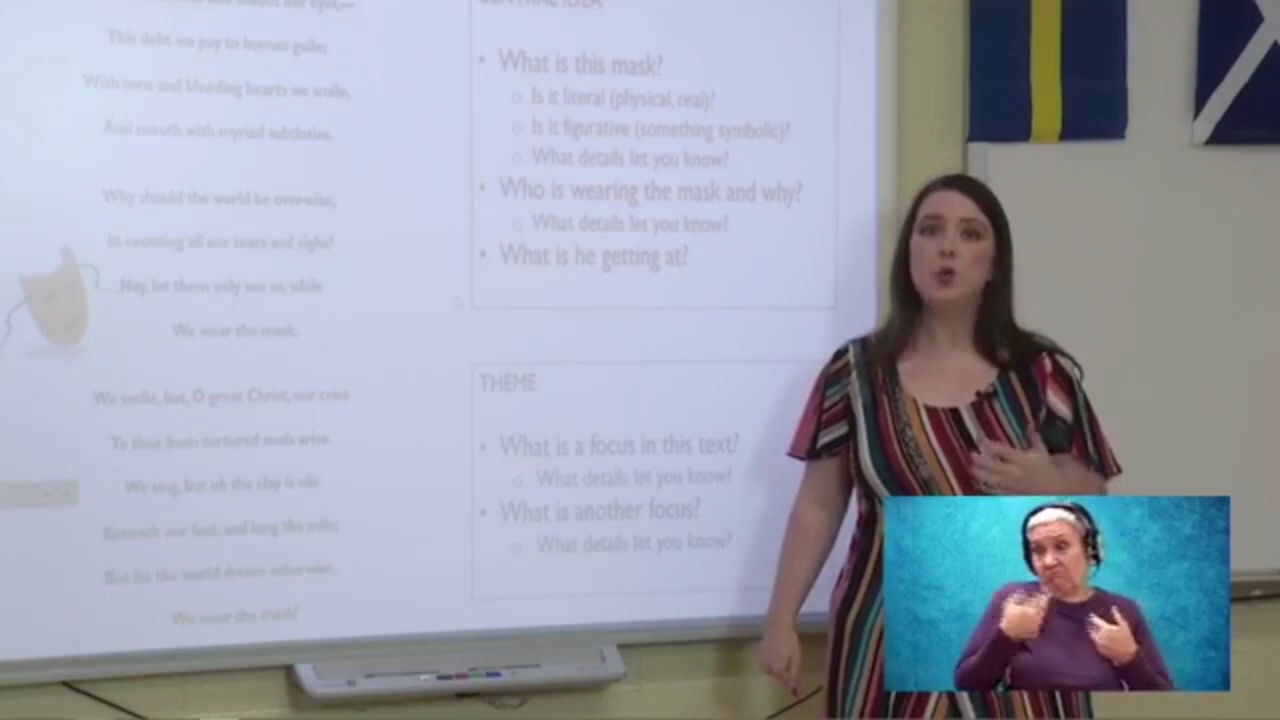 This debt we pay to human guile;
With torn and bleeding hearts we smile,
And mouth with myriad subtleties.
Why should the world be overwise,
In counting all our tears and sighs?
Nay, let them only see us, while
We wear the mask.
We smile, but, O great Christ, our cries
To thee from tortured souls arise.
We sing, but oh the clay is vile
Beneath our feet, and long the mile;
But let the world dream otherwise,
We wear the mask!
CENTRAL IDEA
• What is this mask?
o Is it literal (physical, real)?
o Is it figurative (something symbolic)?
o What details let you know?
• Who is wearing the mask and why?
o What details let you know?
• What is he getting at?
THEME
• What is a focus in this text?
o What details let you know?
• What is another focus?
o What details let you know?